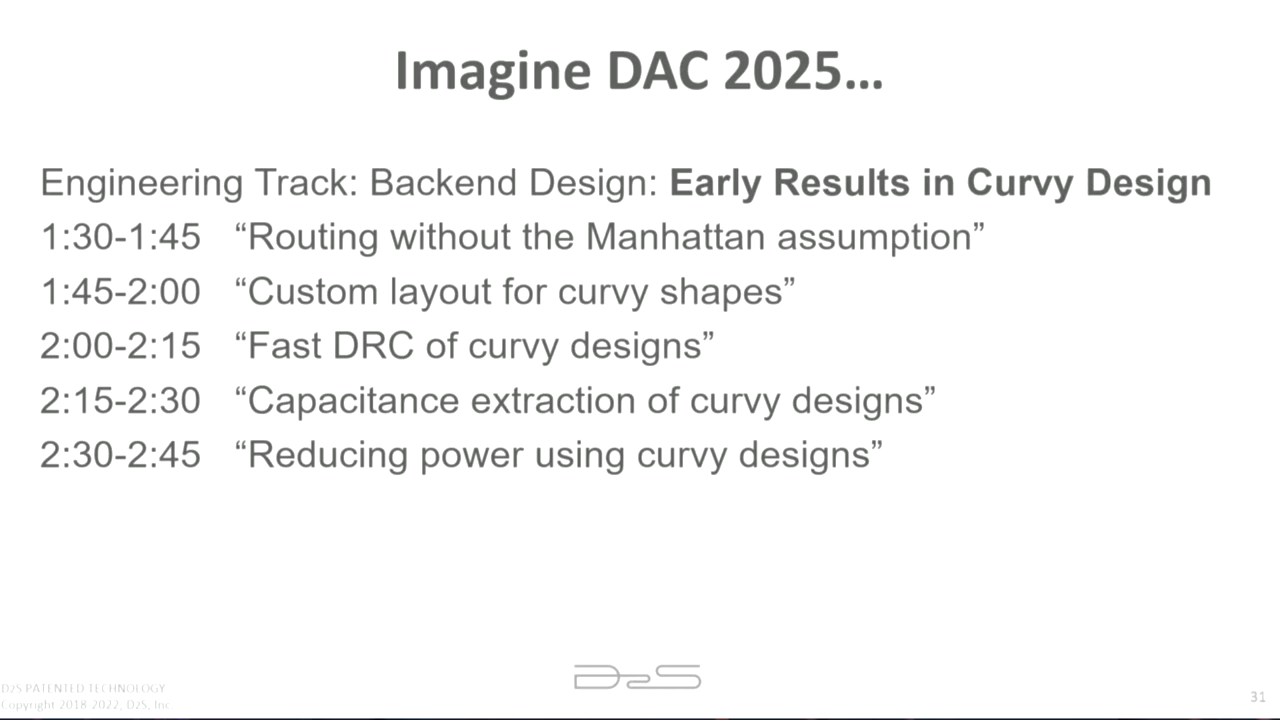 Imagine DAC 2025...
Engineering Track: Backend Design: Early Results in Curvy Design
1:30-1:45 “Routing without the Manhattan assumption”
1:45-2:00 “Custom layout for curvy shapes”
2:00-2:15 “Fast DRC of curvy designs”
2:15-2:30 “Capacitance extraction of curvy designs”
2:30-2:45 “Reducing power using curvy designs”
D2S
D2S PATENTED TECHNOLOGY
Copyright 2018-2022, D2S, Inc.
31